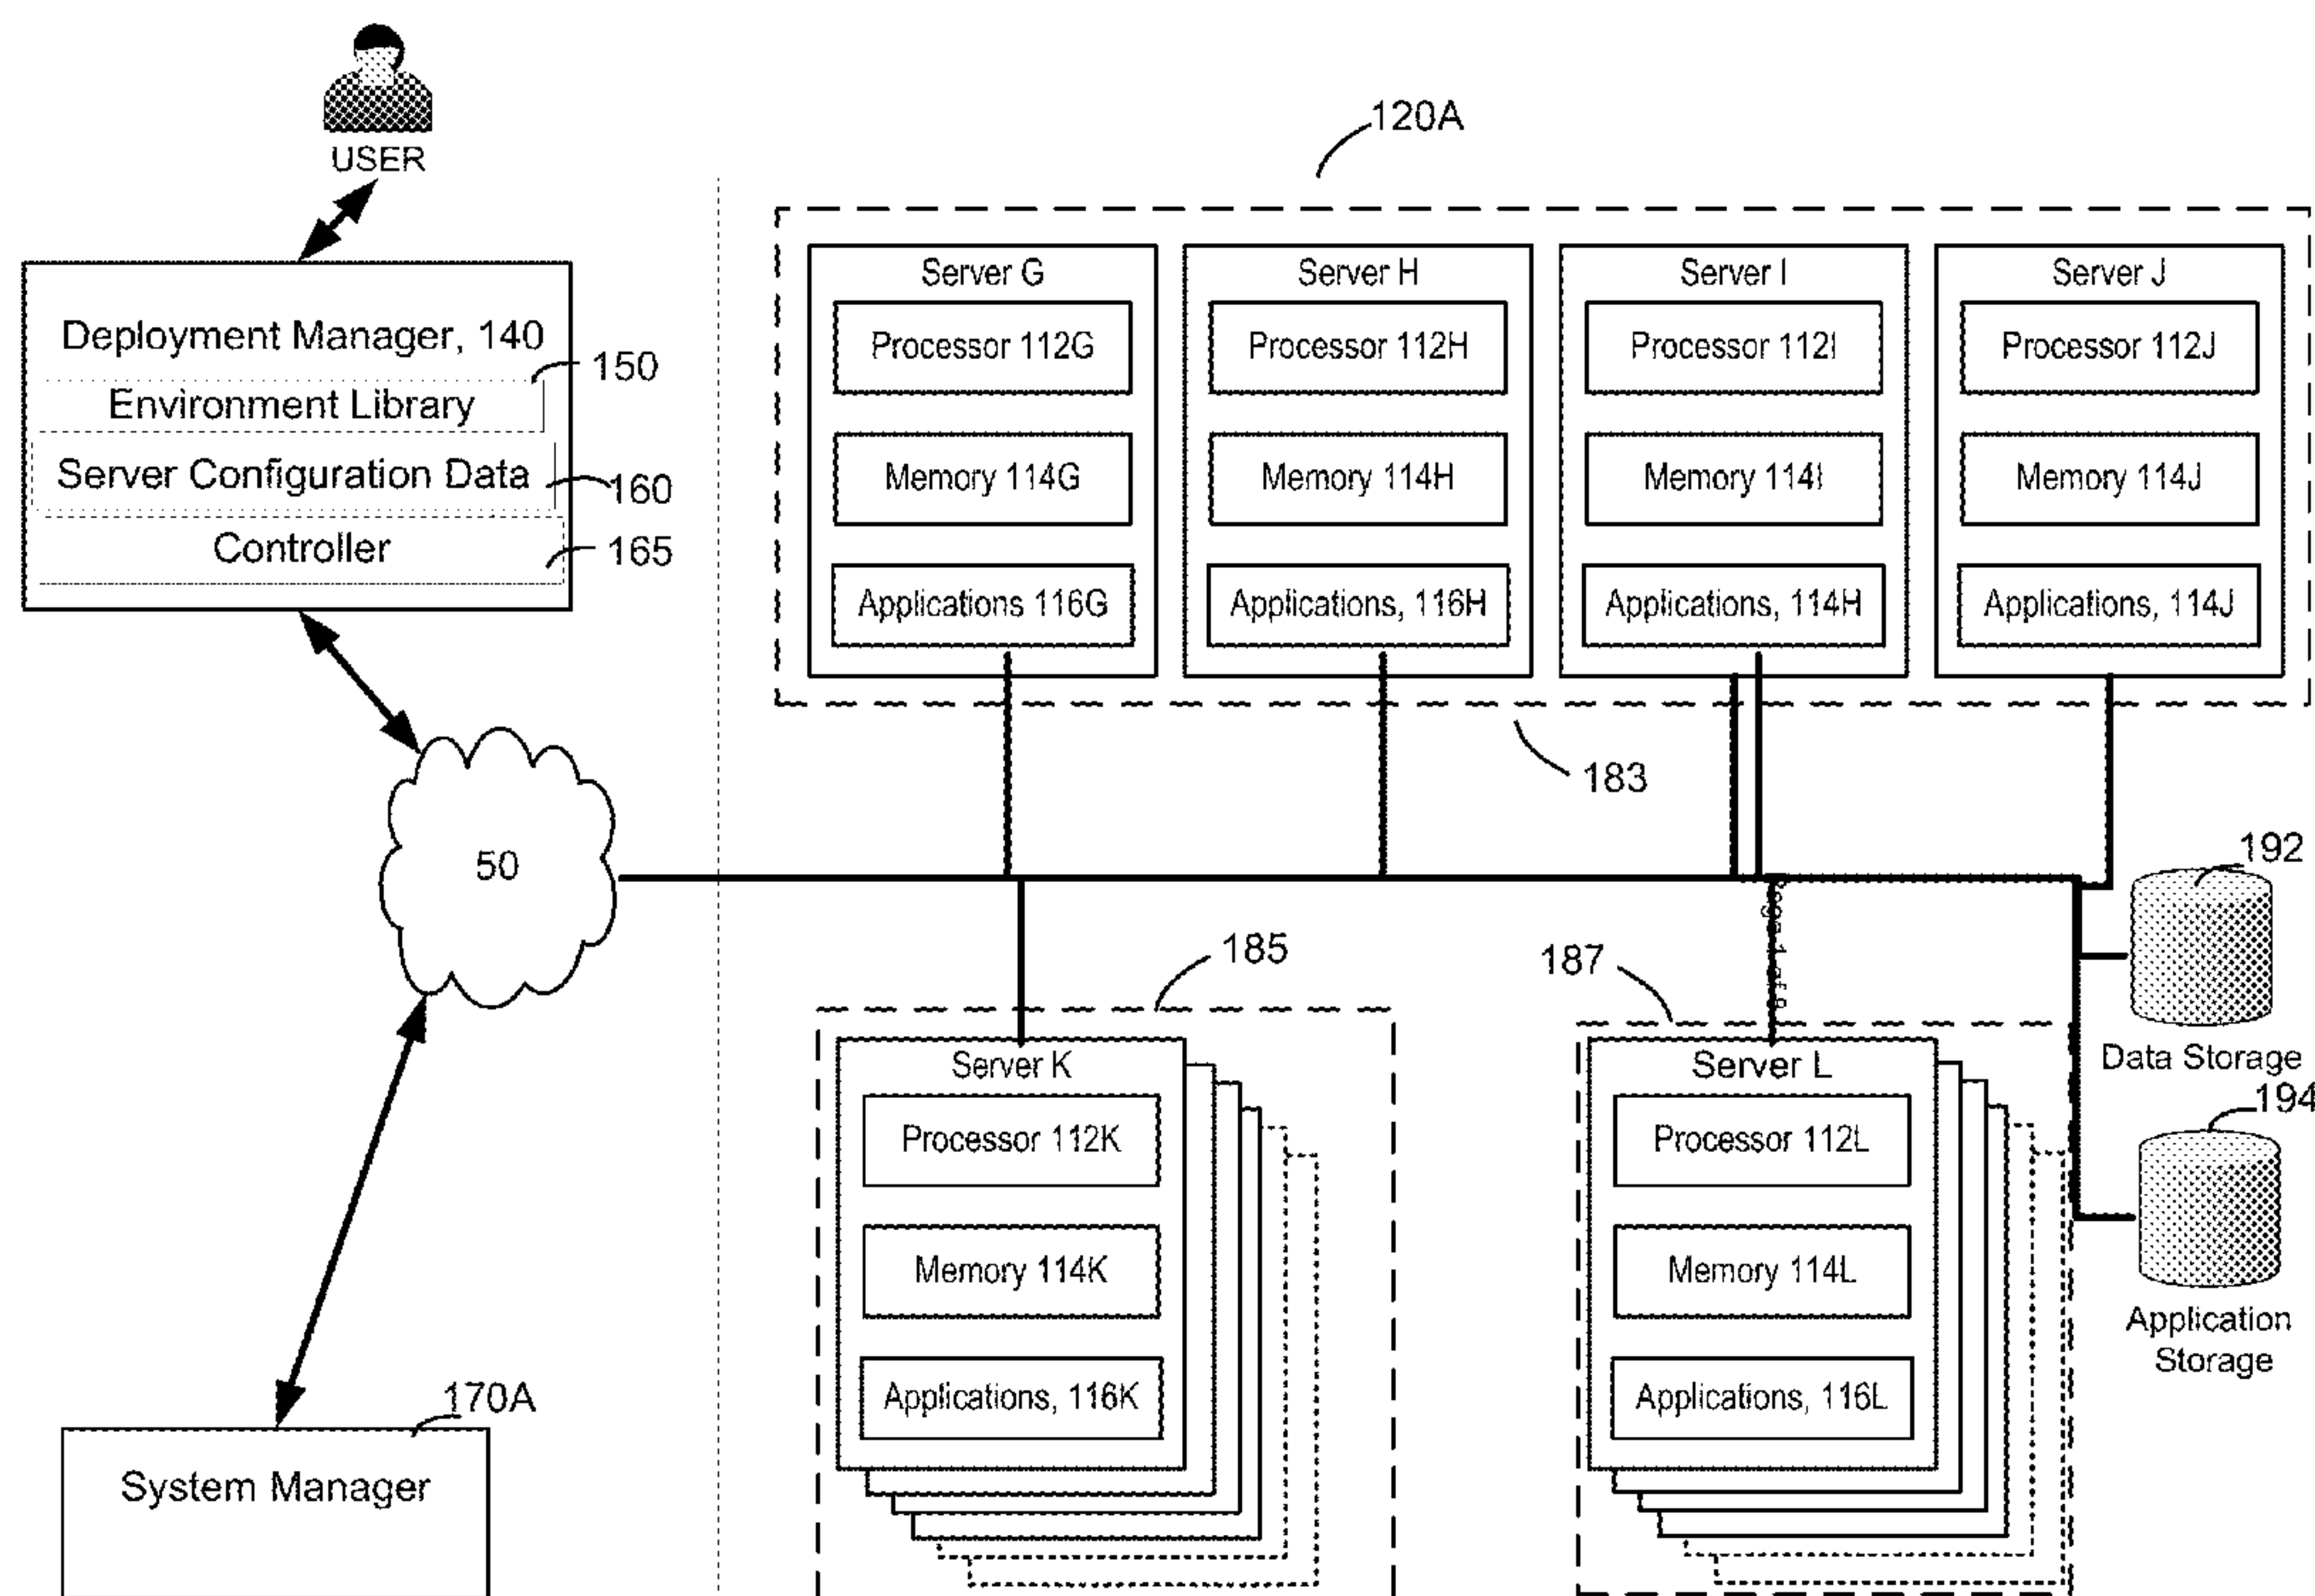 USER
120A
Deployment Manager, 140
150
Environment Library
Server Configuration Data
160
Controller
165
Server G
Processor 112G
Memory 114G
Applications 116G
Server H
Processor 112H
Memory 114H
Applications, 116H
Server I
Processor 112I
Memory 114I
Applications, 114H
Server J
Processor 112J
Memory 114J
Applications, 114J
183
50
192
Data Storage
194
Application
Storage
185
Server K
Processor 112K
Memory 114K
Applications, 116K
187
Server L
Processor 112L
Memory 114L
Applications, 116L
170A
System Manager